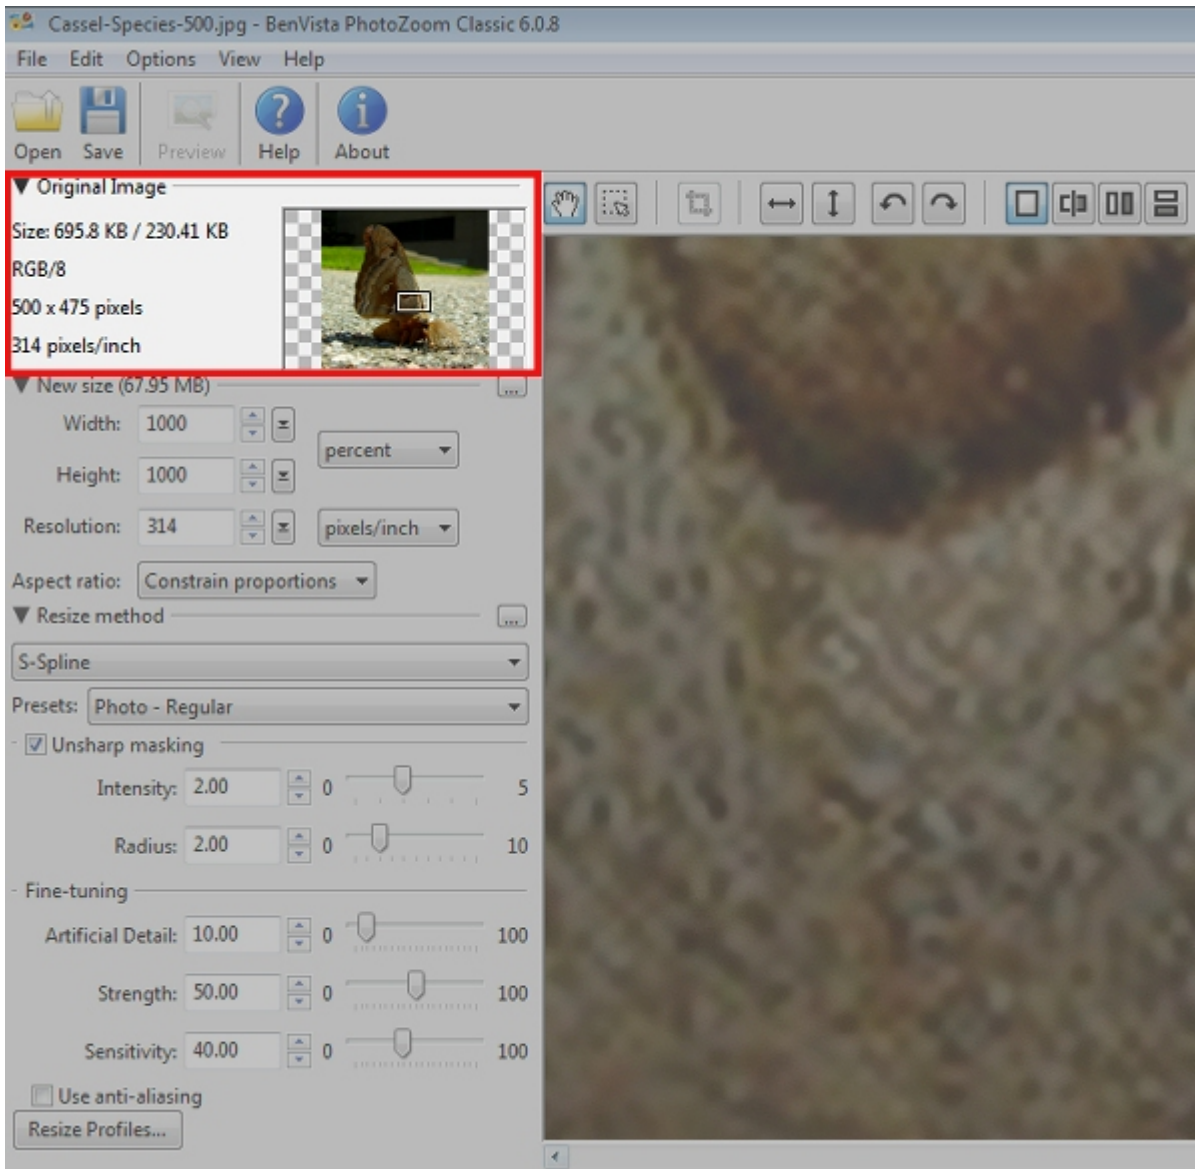 Cassel-Species-500.jpg - BenVista PhotoZoom Classic 6.0.8
File Edit Options View Help
Open Save Preview Help About
Original Image
Size: 695.8 KB / 230.41 KB
RGB/8
500 x 475 pixels
314 pixels/inch
New size (67.95 MB) ...
Width: 1000
percent
Height: 1000
Resolution: 314 pixels/inch
Aspect ratio: Constrain proportions
Resize method ...
S-Spline
Presets: Photo - Regular
Unsharp masking
Intensity: 2.00 0 5
Radius: 2.00 0 10
Fine-tuning
Artificial Detail: 10.00 0 100
Strength: 50.00 0 100
Sensitivity: 40.00 0 100
Use anti-aliasing
Resize Profiles...